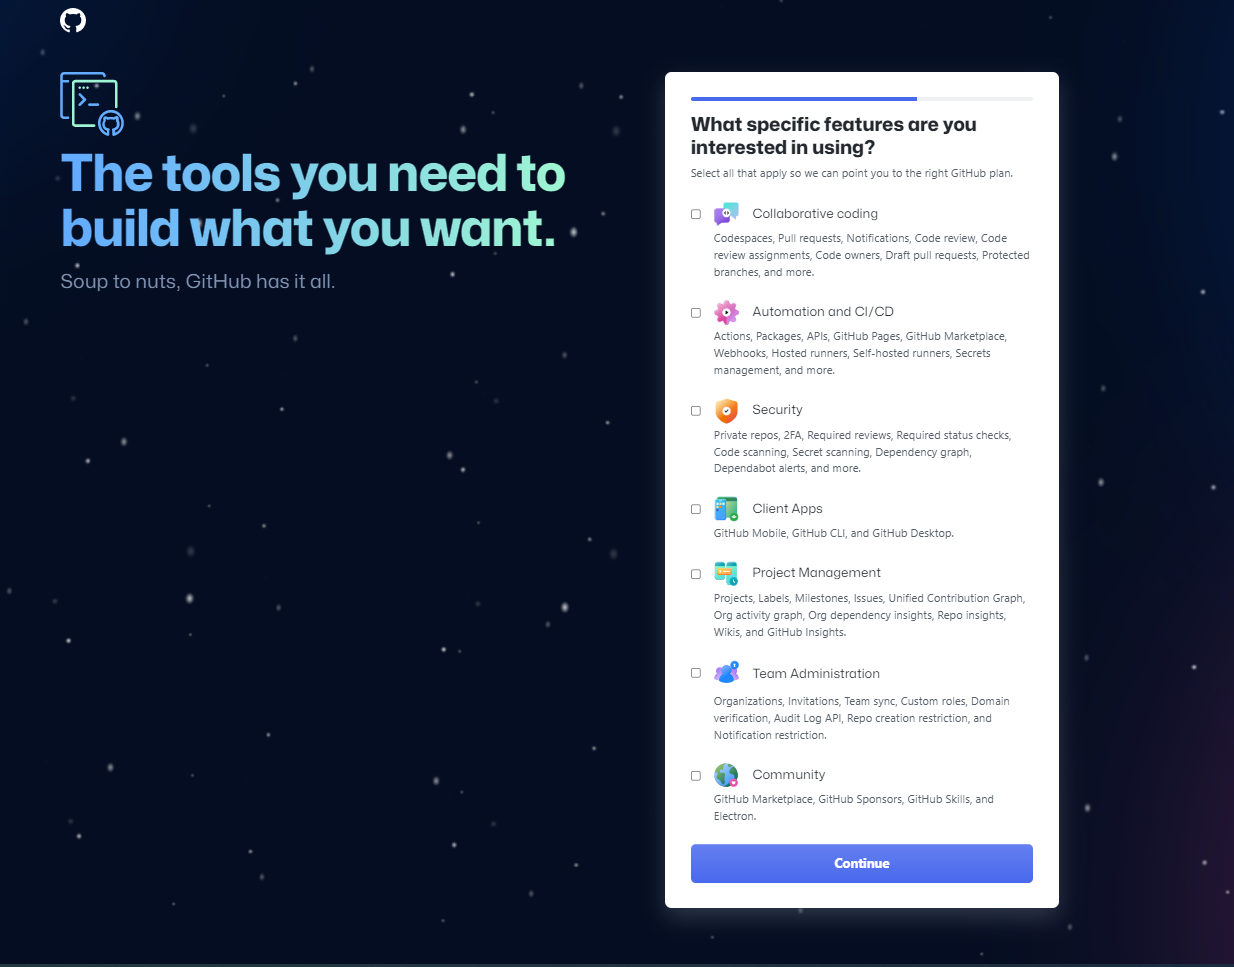 The tools you need to
build what you want.
Soup to nuts, GitHub has it all.
What specific features are you
interested in using?
Select all that apply so we can point you to the right GitHub plan.
Collaborative coding
Codespaces, Pull requests, Notifications, Code review, Code
review assignments, Code owners, Draft pull requests, Protected
branches, and more.
Automation and CI/CD
Actions, Packages, APIs, GitHub Pages, GitHub Marketplace,
Webhooks, Hosted runners, Self-hosted runners, Secrets
management, and more.
Security
Private repos, 2FA, Required reviews, Required status checks,
Code scanning, Secret scanning, Dependency graph,
Dependabot alerts, and more.
Client Apps
GitHub Mobile, GitHub CLI, and GitHub Desktop.
Project Management
Projects, Labels, Milestones, Issues, Unified Contribution Graph,
Org activity graph, Org dependency insights, Repo insights,
Wikis, and GitHub Insights.
Team Administration
Organizations, Invitations, Team sync, Custom roles, Domain
verification, Audit Log API, Repo creation restriction, and
Notification restriction.
Community
GitHub Marketplace, GitHub Sponsors, GitHub Skills, and
Electron.
Continue